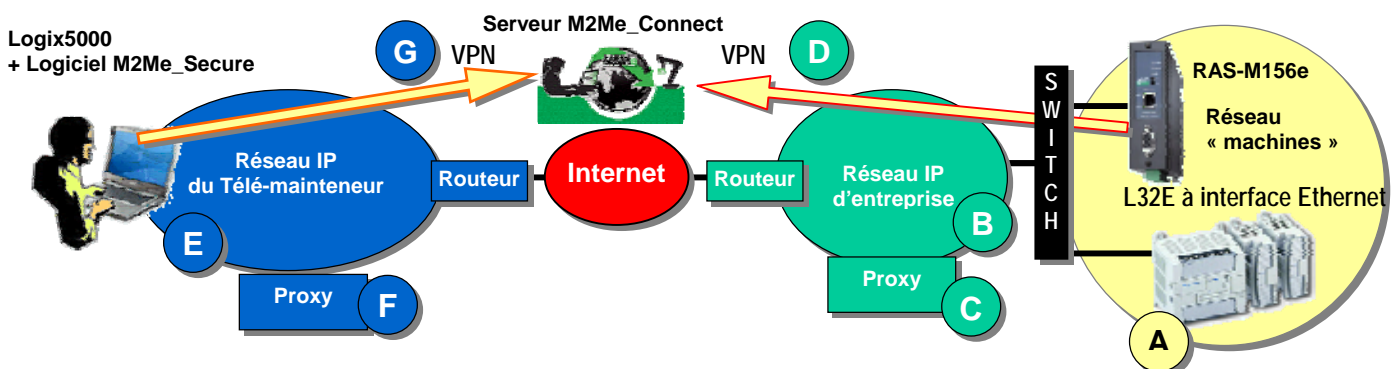 Logix5000
+ Logiciel M2Me_Secure
G
VPN
Serveur M2Me_Connect
VPN
D
SWITCH
RAS-M156e
Réseau
« machines »
L32E à interface Ethernet
Réseau IP
du Télé-mainteneur
Routeur
Internet
Routeur
Réseau IP
d'entreprise
B
E
Proxy
F
Proxy
C
A